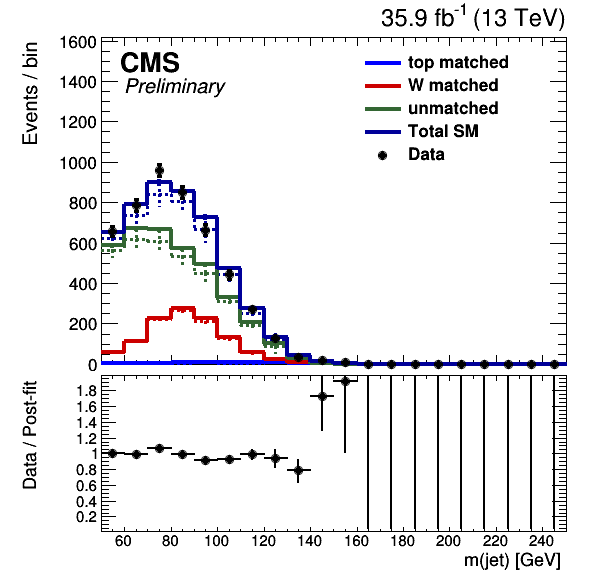 35.9 fb⁻¹ (13 TeV)
Events / bin
1600
1400
1200
1000
800
600
400
200
0
CMS
Preliminary
top matched
W matched
unmatched
Total SM
Data
Data / Post-fit
1.8
1.6
1.4
1.2
1
0.8
0.6
0.4
0.2
60 80 100 120 140 160 180 200 220 240
m(jet) [GeV]